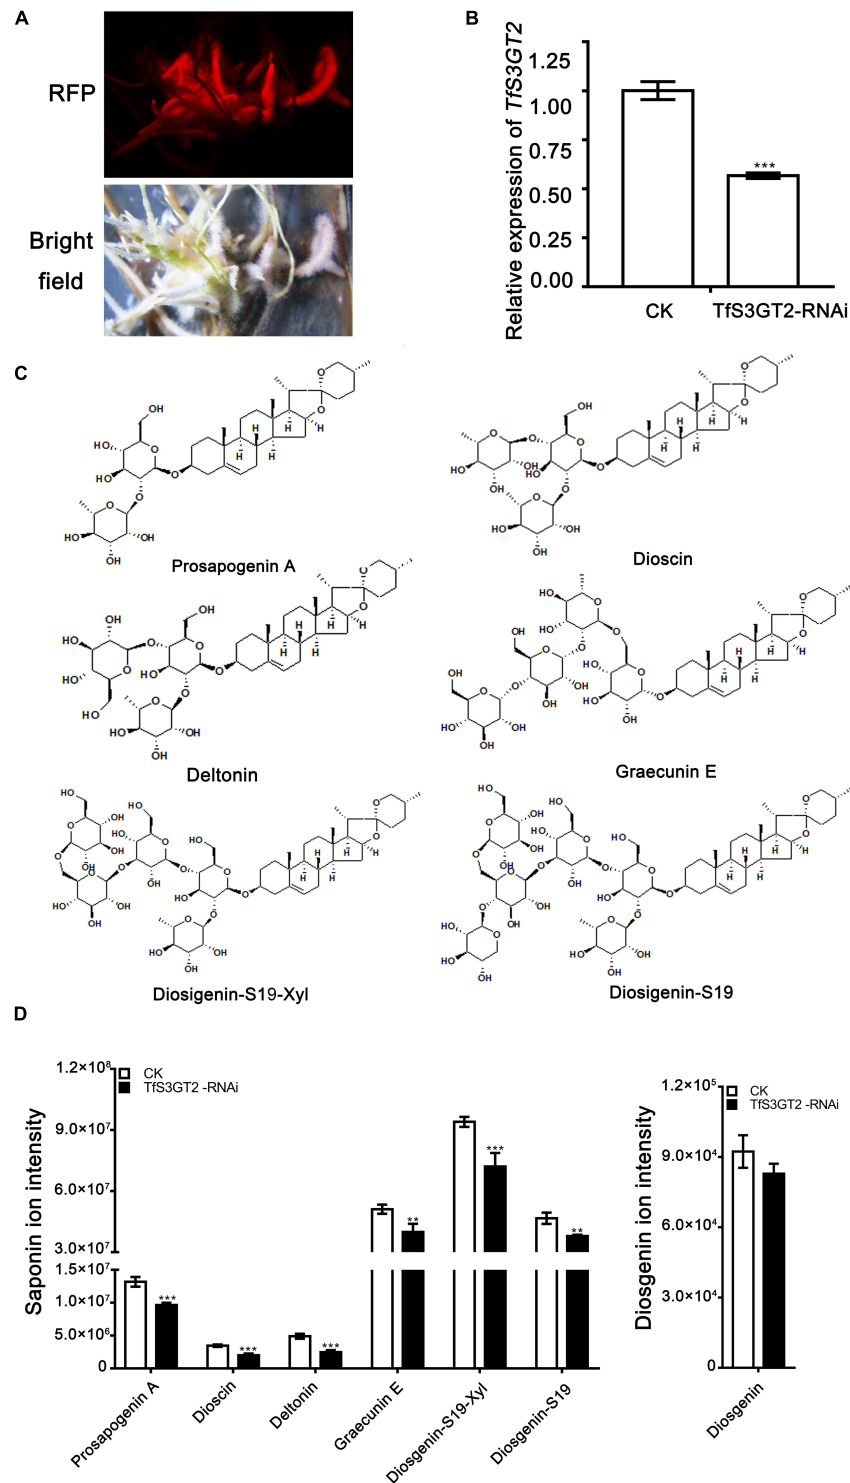 A
RFP
Bright
field
B
Relative expression of TfS3GT2
1.25
1.00
0.75
0.50
0.25
0.00
***
CK
TfS3GT2-RNAi
C
Prosapogenin A
Dioscin
Deltonin
Graecunin E
Diosigenin-S19-Xyl
Diosigenin-S19
D
Saponin ion intensity
1.2×10⁸
9.0×10⁷
6.0×10⁷
3.0×10⁷
1.5×10⁷
1.0×10⁷
5.0×10⁶
0
CK
TfS3GT2 -RNAi
***
***
***
**
***
**
Prosapogenin A
Dioscin
Deltonin
Graecunin E
Diosgenin-S19-Xyl
Diosgenin-S19
Diosgenin ion intensity
1.2×10⁵
9.0×10⁴
6.0×10⁴
3.0×10⁴
0
CK
TfS3GT2 -RNAi
Diosgenin